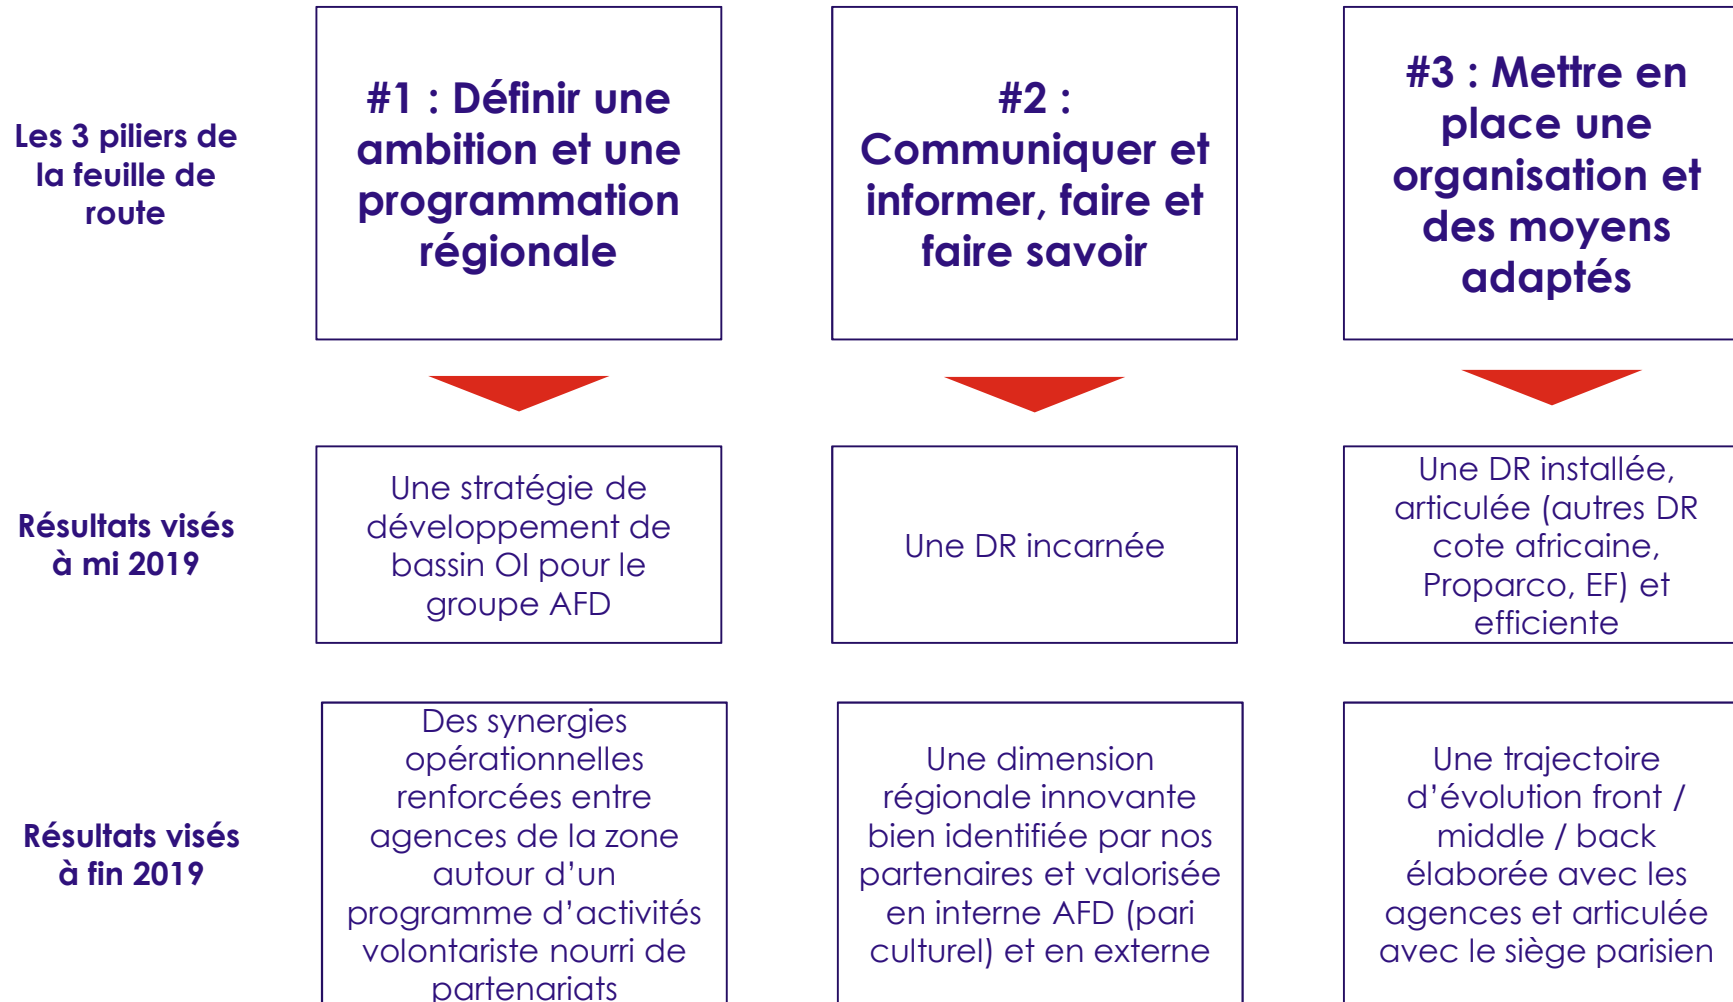 Les 3 piliers de
la feuille de
route
#1 : Définir une
ambition et une
programmation
régionale
#2 :
Communiquer et
informer, faire et
faire savoir
#3 : Mettre en
place une
organisation et
des moyens
adaptés
Résultats visés
à mi 2019
Une stratégie de
développement de
bassin OI pour le
groupe AFD
Une DR incarnée
Une DR installée,
articulée (autres DR
cote africaine,
Proparco, EF) et
efficiente
Résultats visés
à fin 2019
Des synergies
opérationnelles
renforcées entre
agences de la zone
autour d’un
programme d’activités
volontariste nourri de
partenariats
Une dimension
régionale innovante
bien identifiée par nos
partenaires et valorisée
en interne AFD (pari
culturel) et en externe
Une trajectoire
d’évolution front /
middle / back
élaborée avec les
agences et articulée
avec le siège parisien